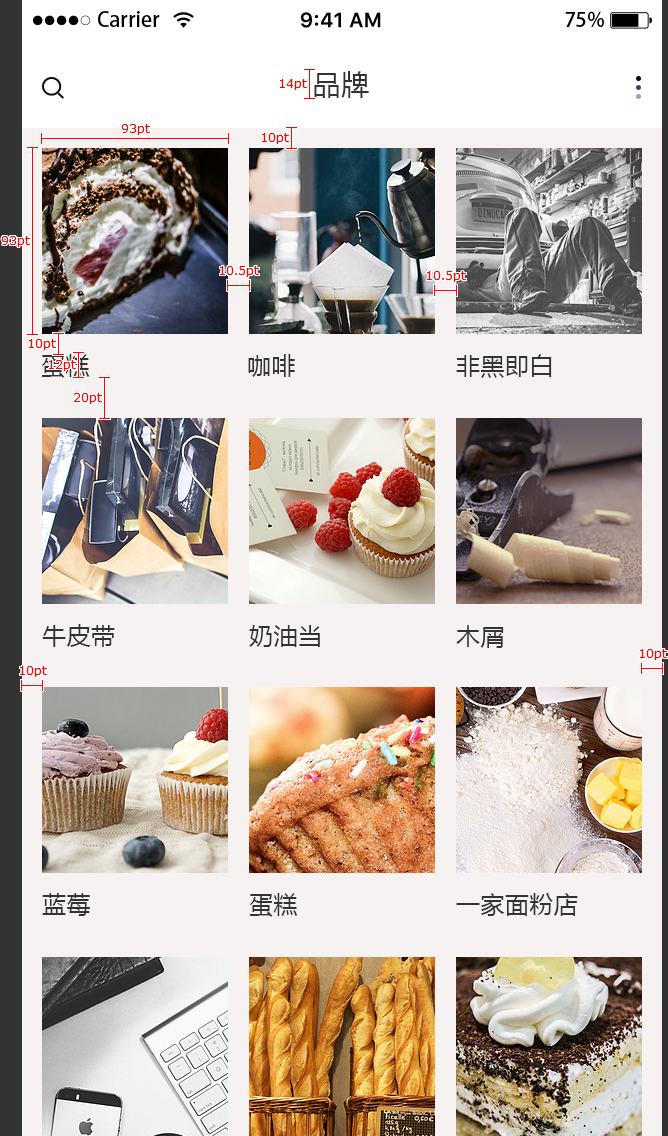 Carrier 9:41 AM 75%
14pt 品牌
93pt
10pt
93pt
DINOCA
10.5pt 10.5pt
10pt
12pt
蛋糕 咖啡 非黑即白
20pt
牛皮带 奶油当 木屑
10pt 10pt
蓝莓 蛋糕 一家面粉店